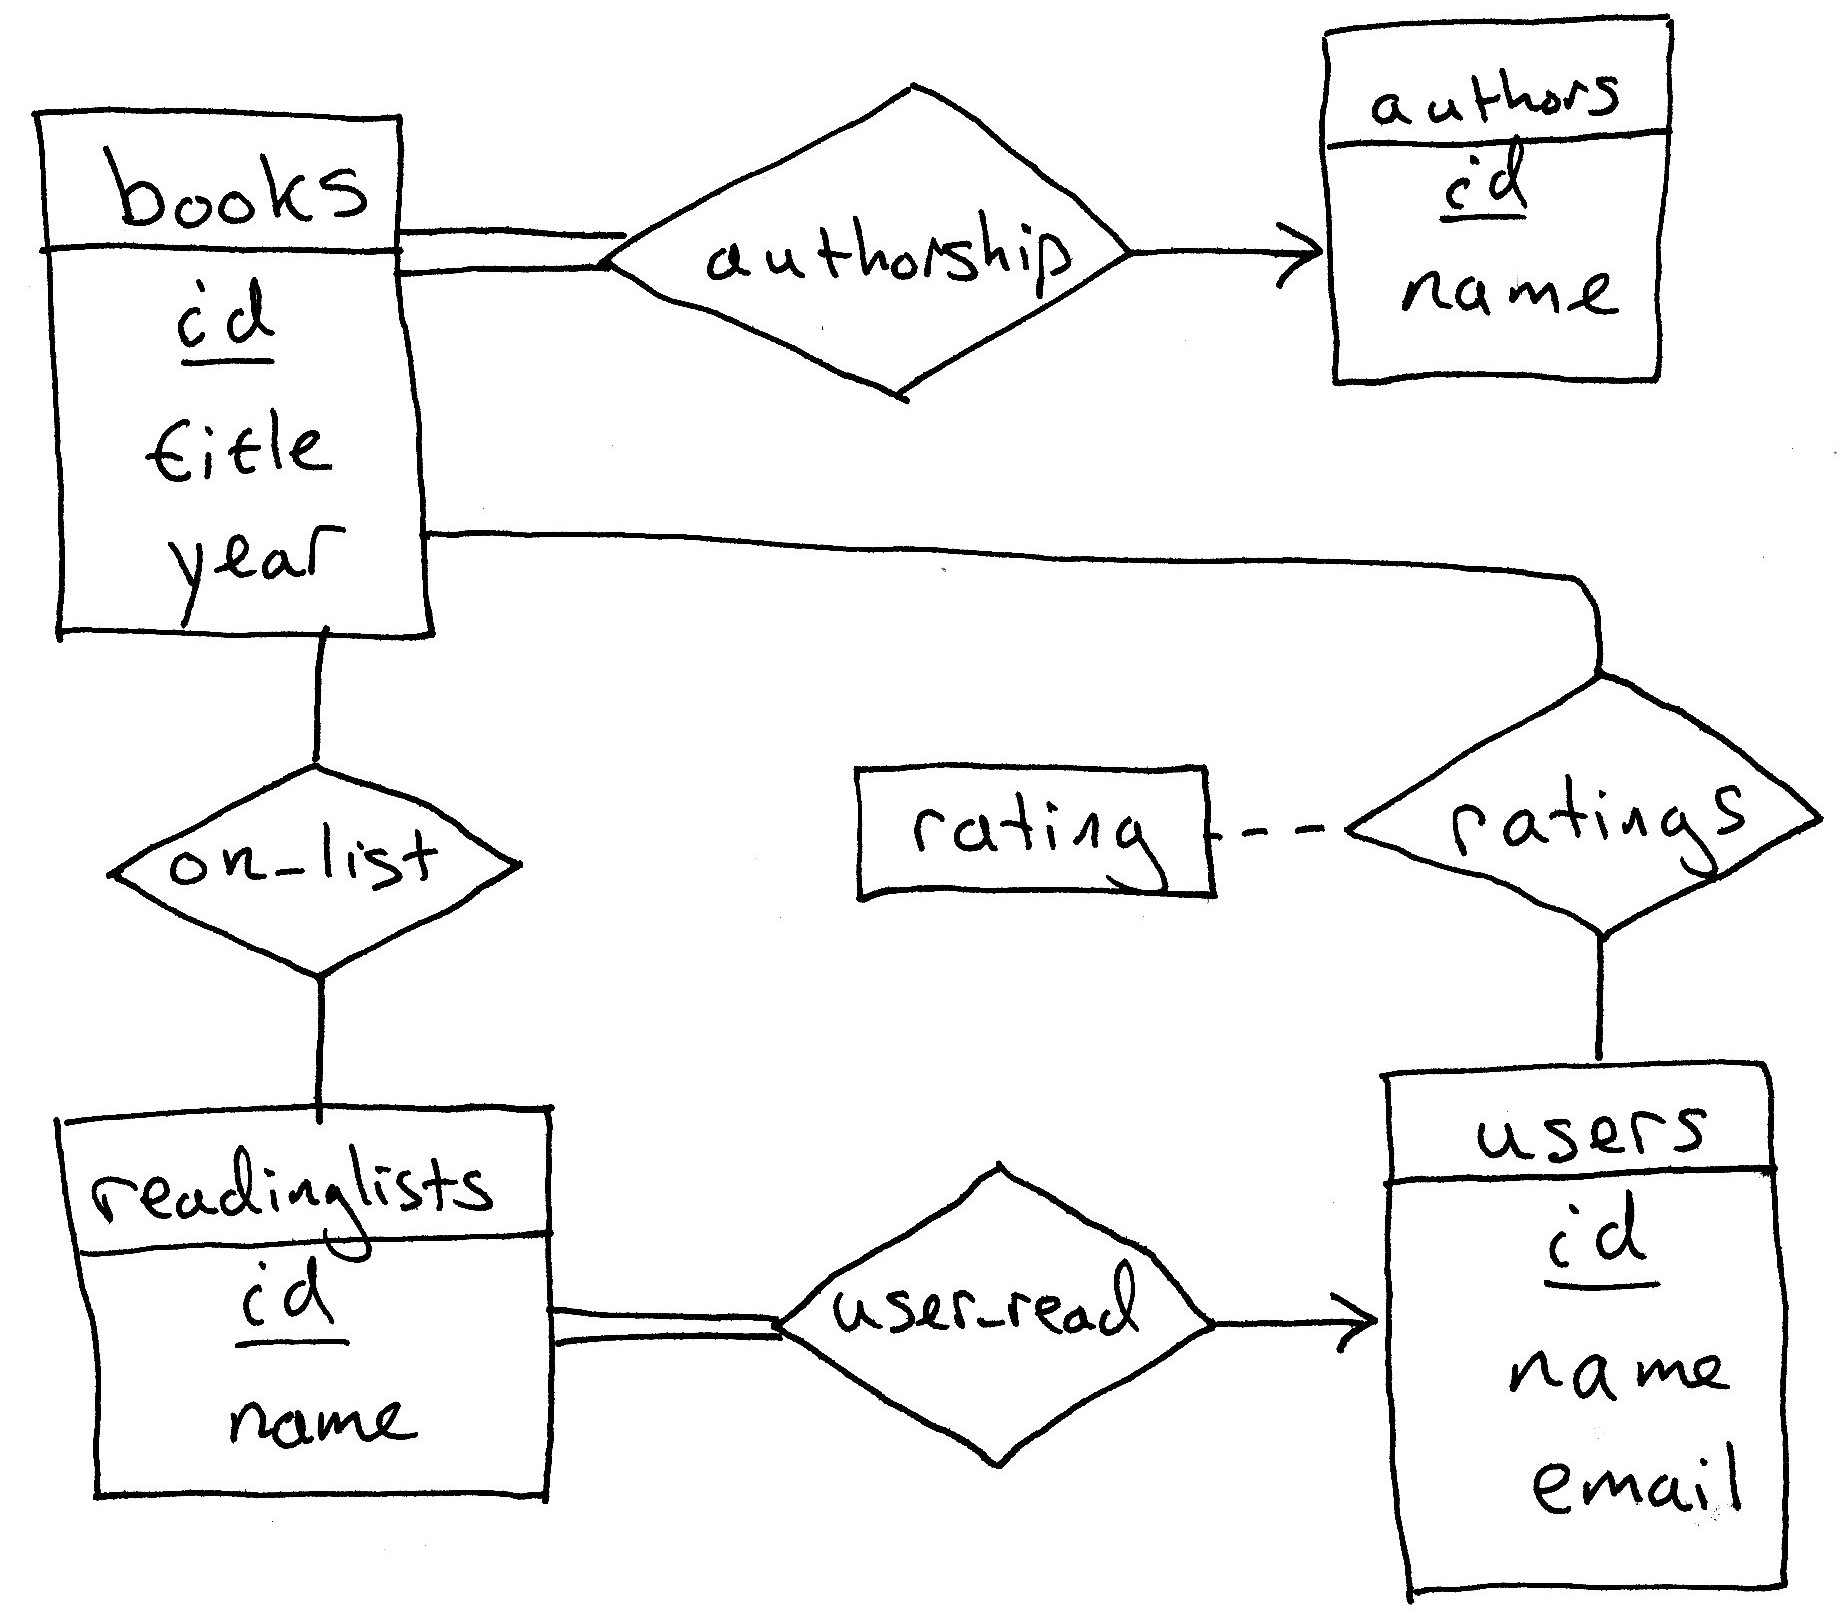 books
id
title
year
authorship
authors
id
name
on_list
rating
ratings
readinglists
id
name
user_read
users
id
name
email